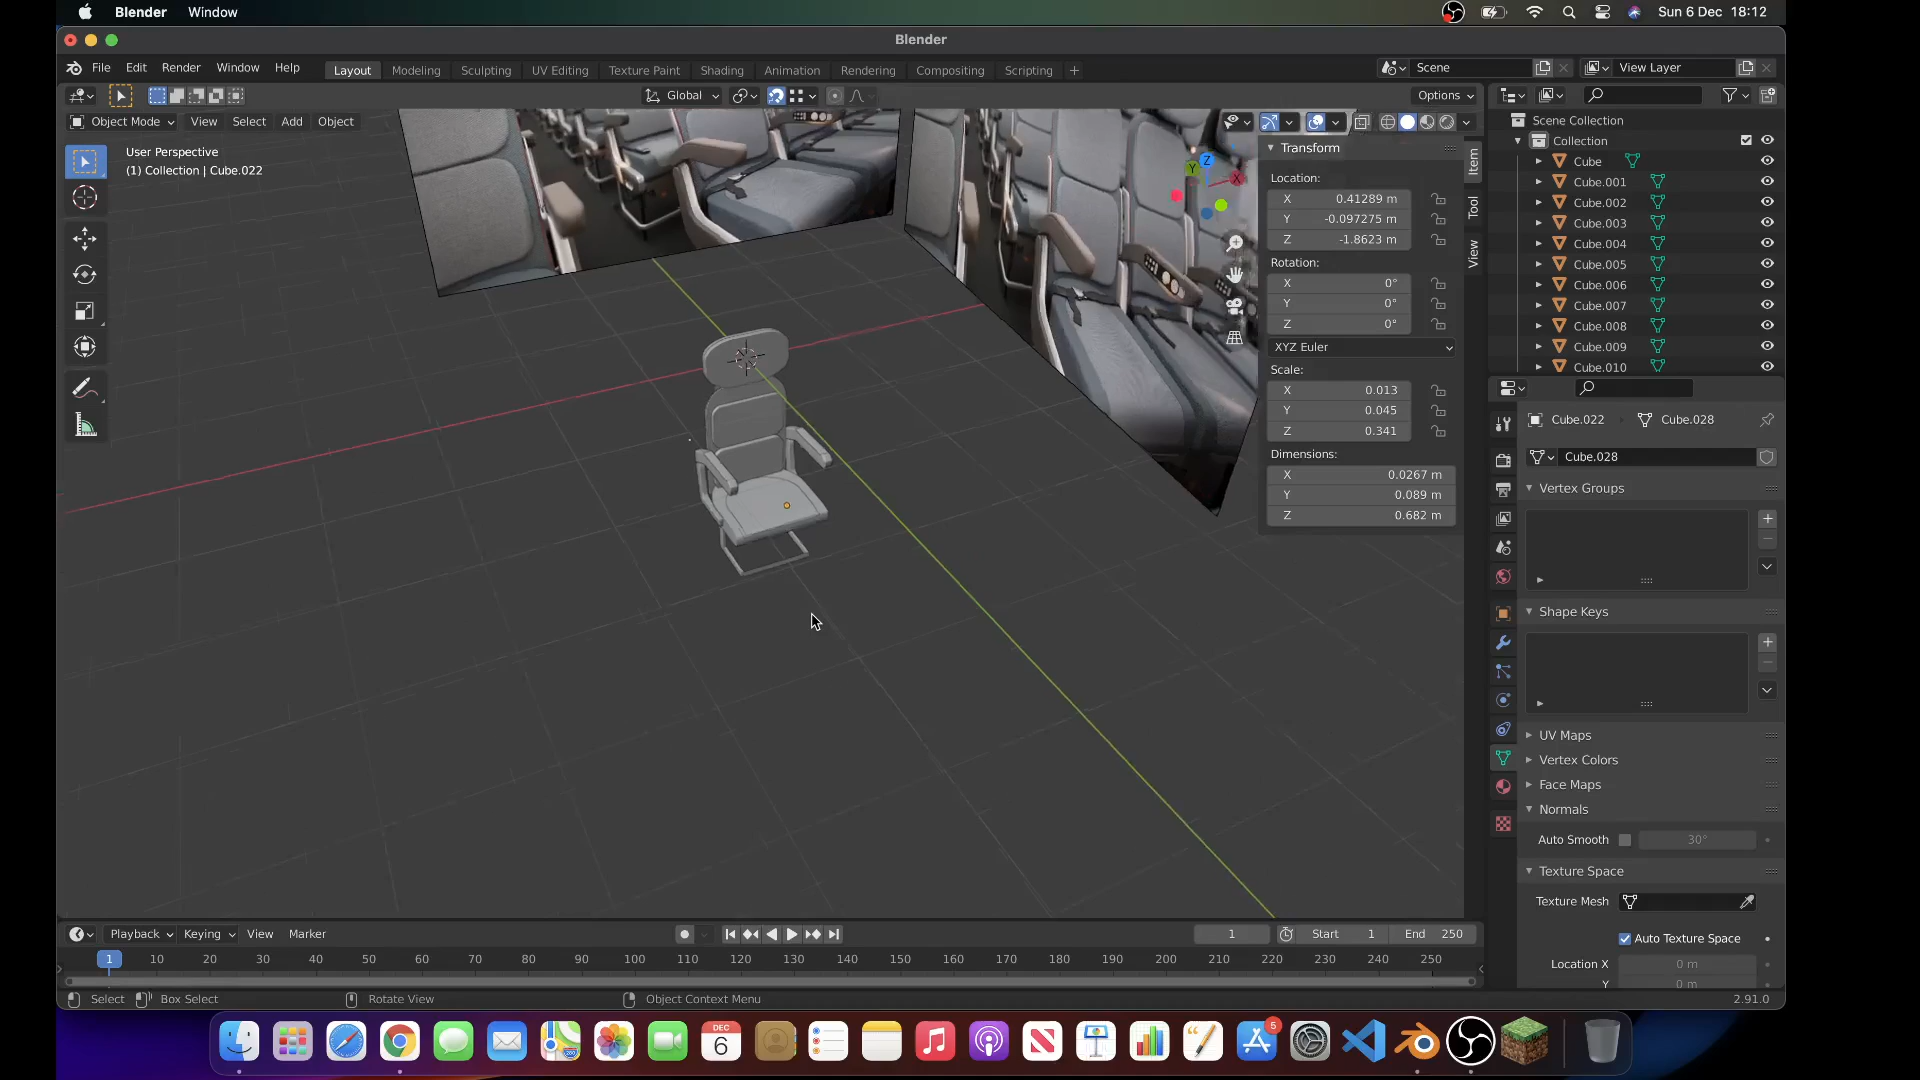 Blender Window Sun 6 Dec 18:12
Blender
File Edit Render Window Help Layout Modeling Sculpting UV Editing Texture Paint Shading Animation Rendering Compositing Scripting + Scene View Layer
Global Options
Object Mode View Select Add Object
User Perspective
(1) Collection | Cube.022
Z
Y
X
Transform
Location:
X 0.41289 m
Y -0.097275 m
Z -1.8623 m
Rotation:
X 0°
Y 0°
Z 0°
XYZ Euler
Scale:
X 0.013
Y 0.045
Z 0.341
Dimensions:
X 0.0267 m
Y 0.089 m
Z 0.682 m
Item
Tool
View
Scene Collection
Collection
Cube
Cube.001
Cube.002
Cube.003
Cube.004
Cube.005
Cube.006
Cube.007
Cube.008
Cube.009
Cube.010
Cube.022 Cube.028
Cube.028
Vertex Groups
Shape Keys
UV Maps
Vertex Colors
Face Maps
Normals
Auto Smooth 30°
Texture Space
Texture Mesh
Auto Texture Space
Location X 0 m
Y 0 m
Playback Keying View Marker 1 Start 1 End 250
1 10 20 30 40 50 60 70 80 90 100 110 120 130 140 150 160 170 180 190 200 210 220 230 240 250
Select Box Select Rotate View Object Context Menu 2.91.0
DEC
6
5